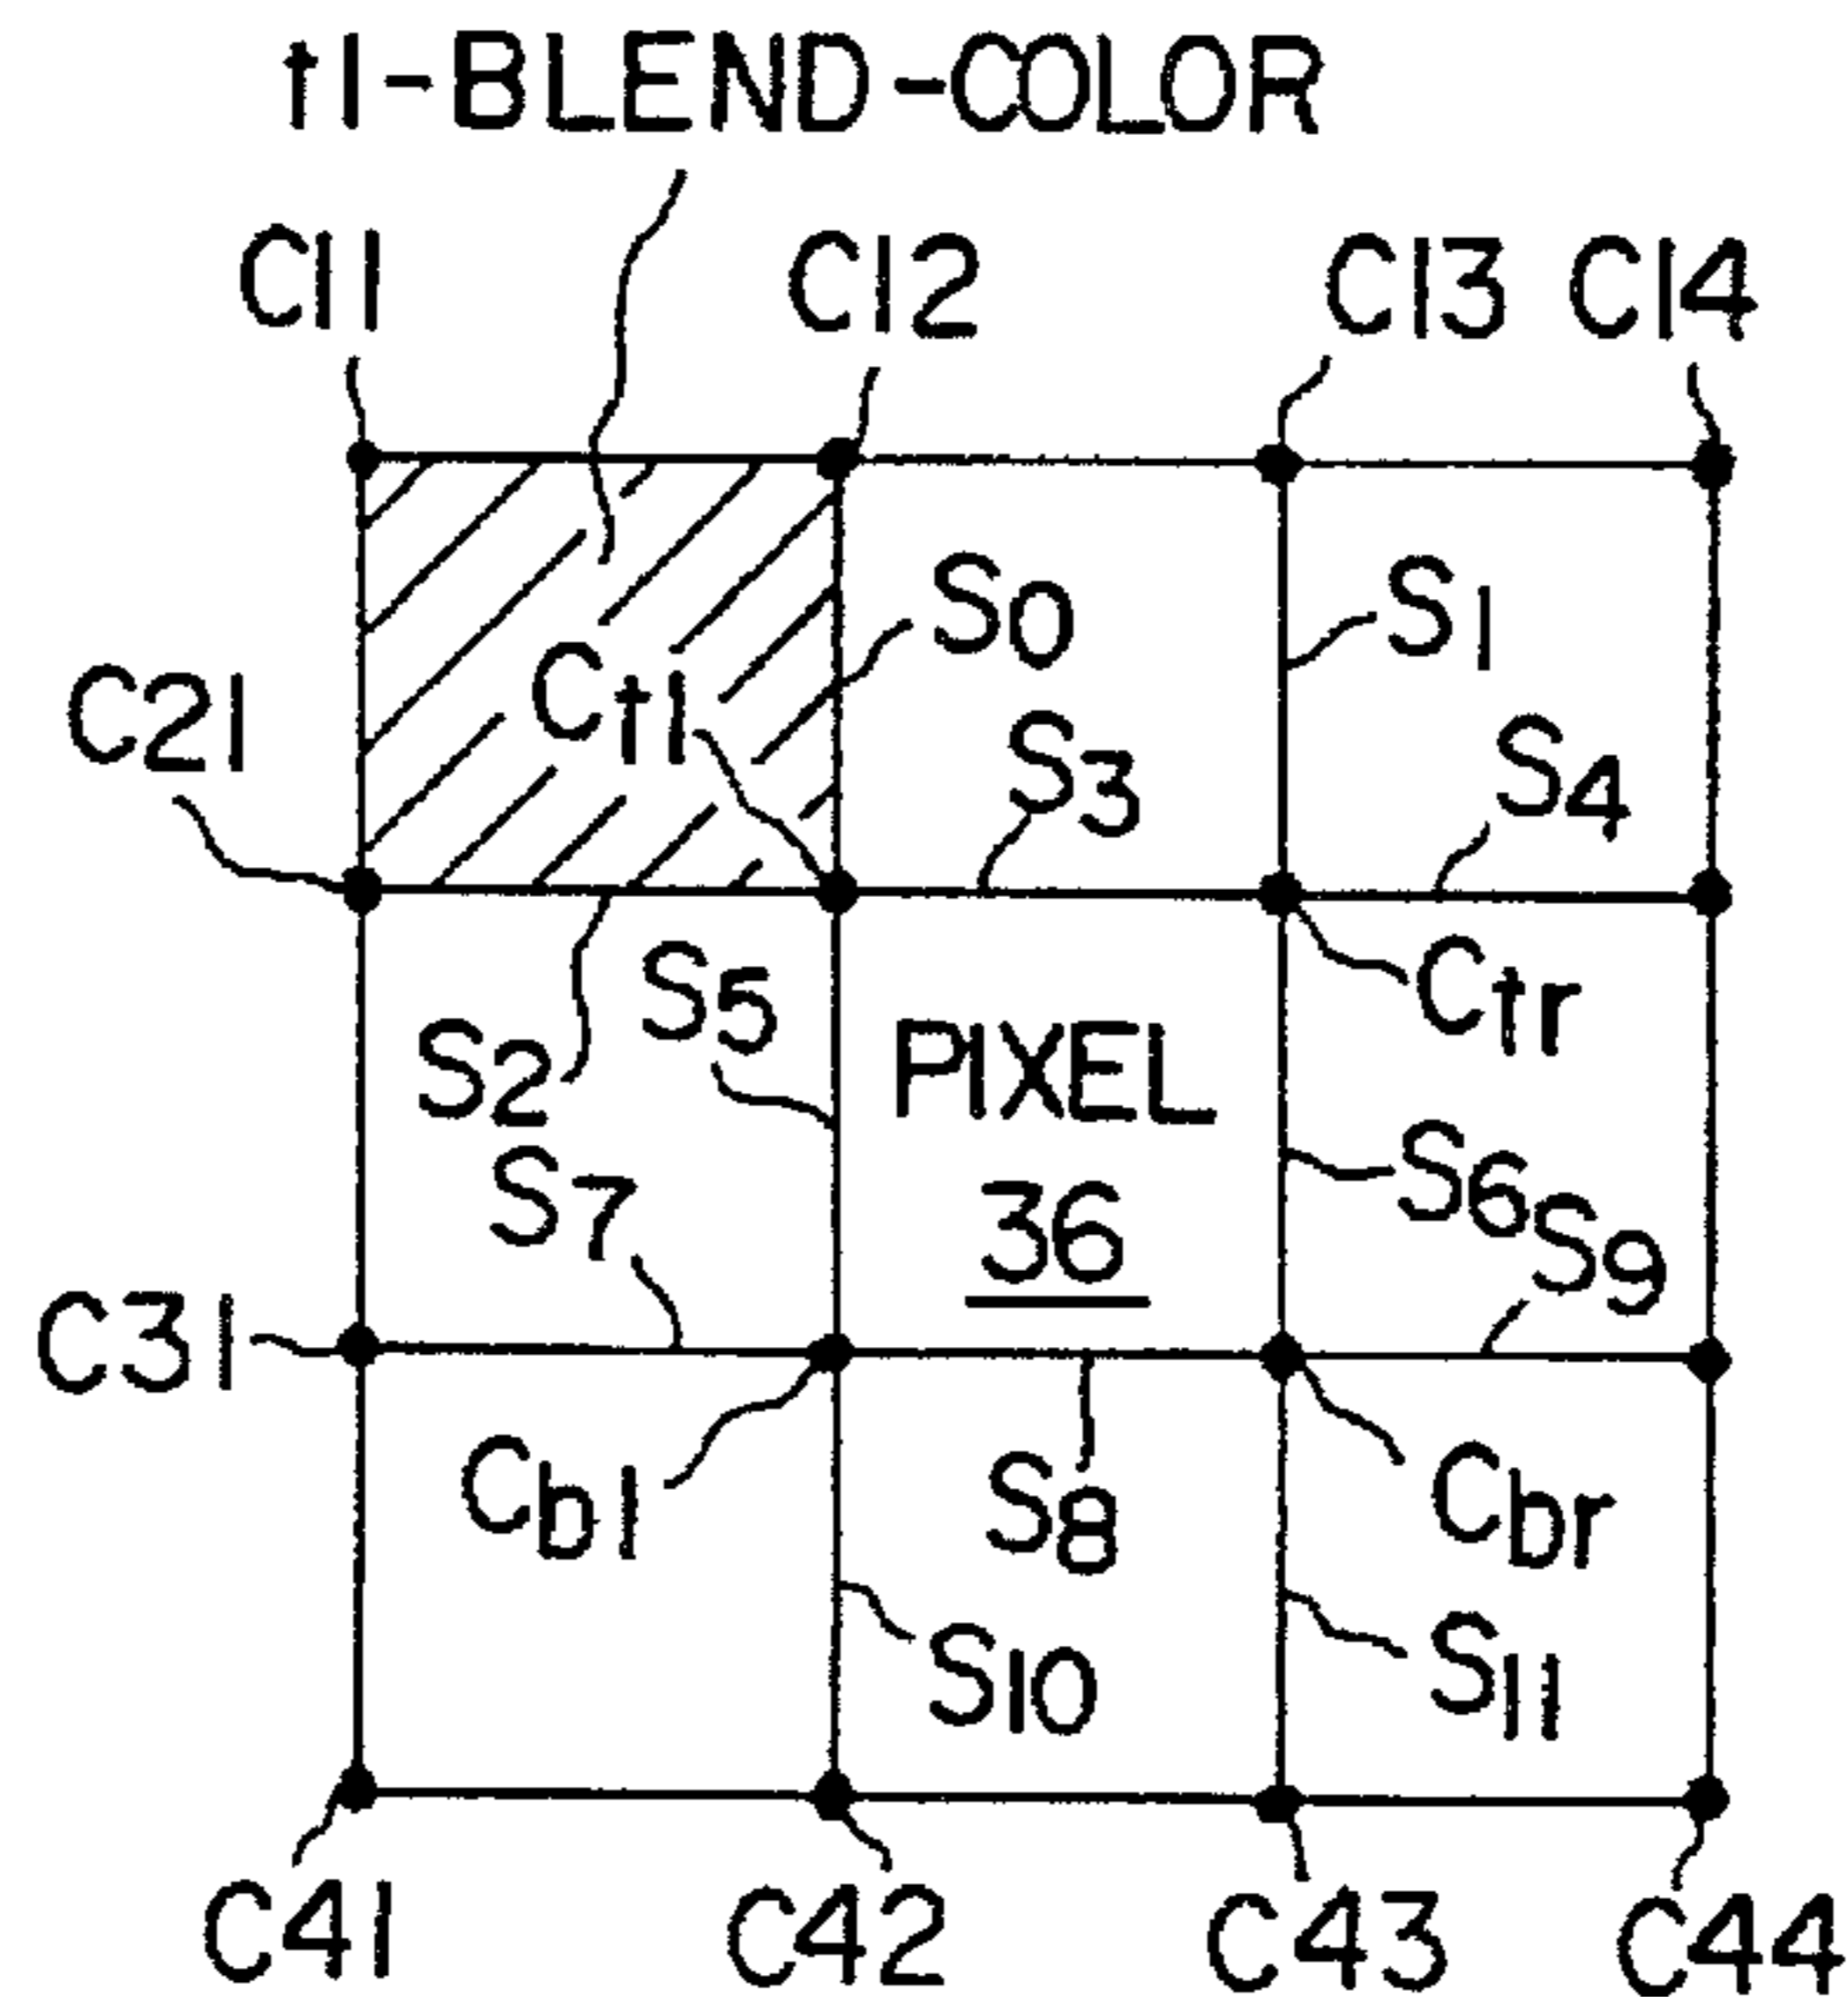 tl-BLEND-COLOR
C11 C12 C13 C14
S0 S1
C21 Ctl S3 S4
S5 Ctr
S2 PIXEL
S7 36 S6 S9
C31
Cbl S8 Cbr
S10 S11
C41 C42 C43 C44